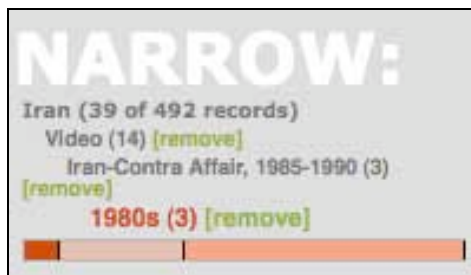 NARROW:
Iran (39 of 492 records)
Video (14) [remove]
Iran-Contra Affair, 1985-1990 (3)
[remove]
1980s (3) [remove]